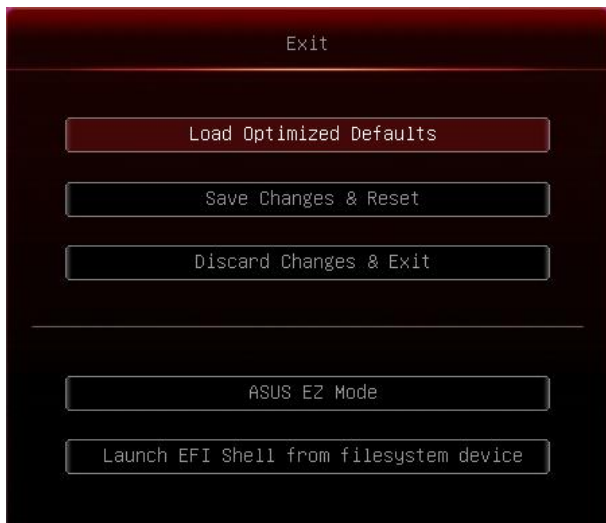 Exit
Load Optimized Defaults
Save Changes & Reset
Discard Changes & Exit
ASUS EZ Mode
Launch EFI Shell from filesystem device